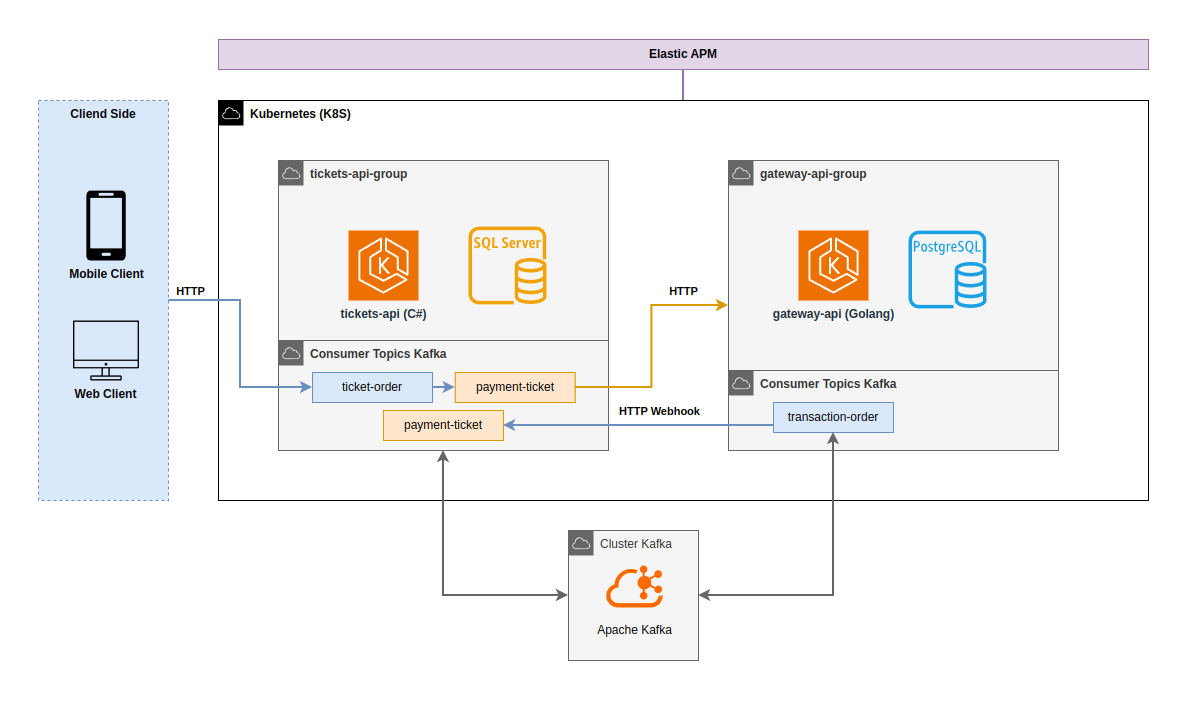 Elastic APM
Cliend Side
Kubernetes (K8S)
tickets-api-group
gateway-api-group
SQL Server
PostgreSQL
K
K
Mobile Client
HTTP
HTTP
tickets-api (C#)
gateway-api (Golang)
Consumer Topics Kafka
Consumer Topics Kafka
ticket-order
payment-ticket
Web Client
HTTP Webhook
transaction-order
payment-ticket
Cluster Kafka
Apache Kafka